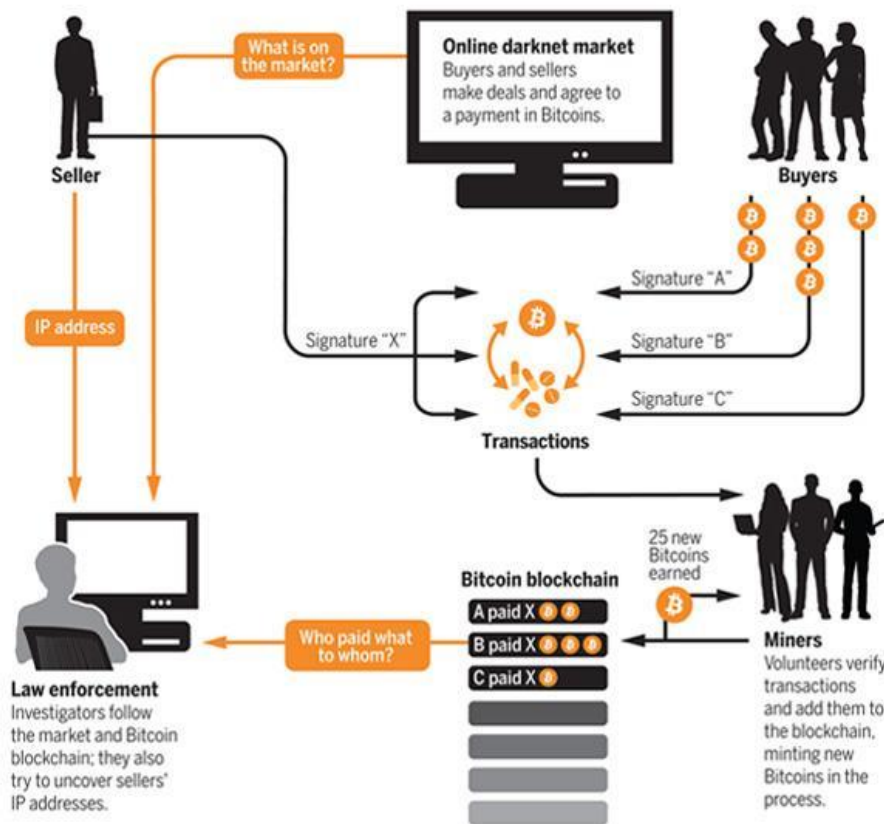 What is on
the market?
Online darknet market
Buyers and sellers
make deals and agree to
a payment in Bitcoins.
Seller
Buyers
IP address
Signature “X”
Signature “A”
Signature “B”
Signature “C”
Transactions
25 new
Bitcoins
earned
Bitcoin blockchain
A paid X
B paid X
C paid X
Who paid what
to whom?
Miners
Volunteers verify
transactions
and add them to
the blockchain,
minting new
Bitcoins in the
process.
Law enforcement
Investigators follow
the market and Bitcoin
blockchain; they also
try to uncover sellers’
IP addresses.